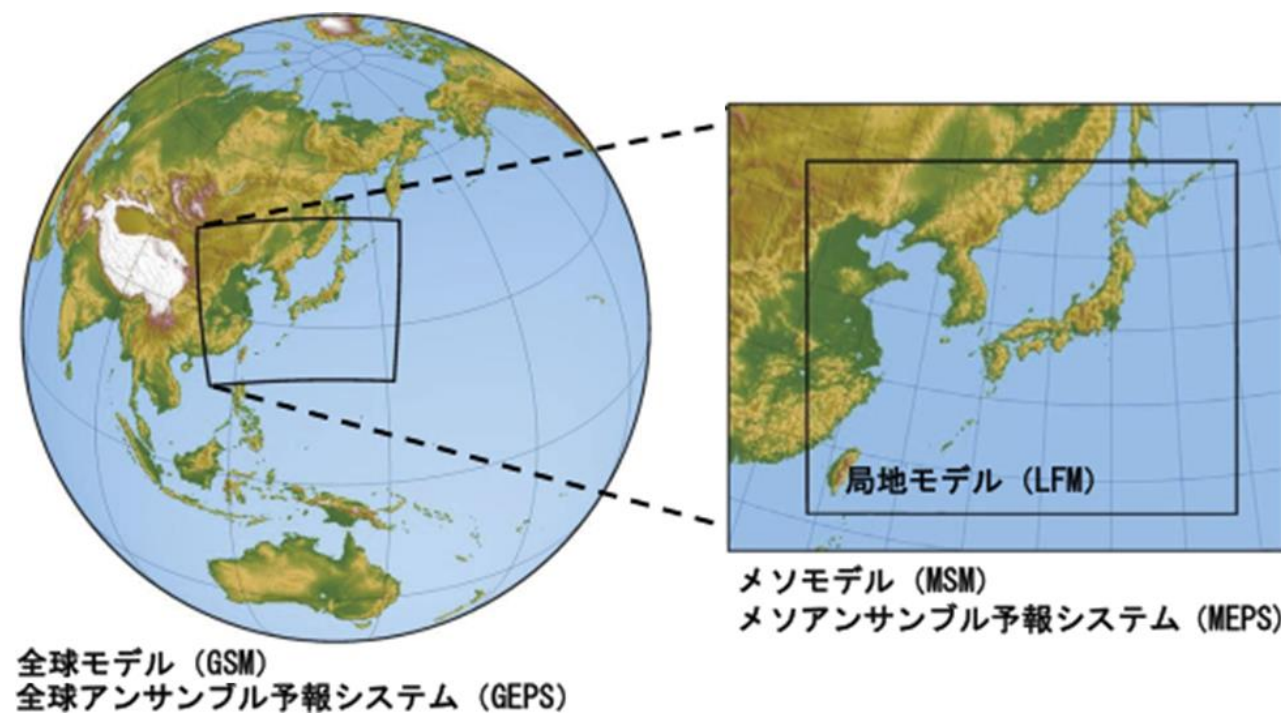 局地モデル (LFM)
メソモデル (MSM)
メソアンサンブル予報システム (MEPS)
全球モデル (GSM)
全球アンサンブル予報システム (GEPS)